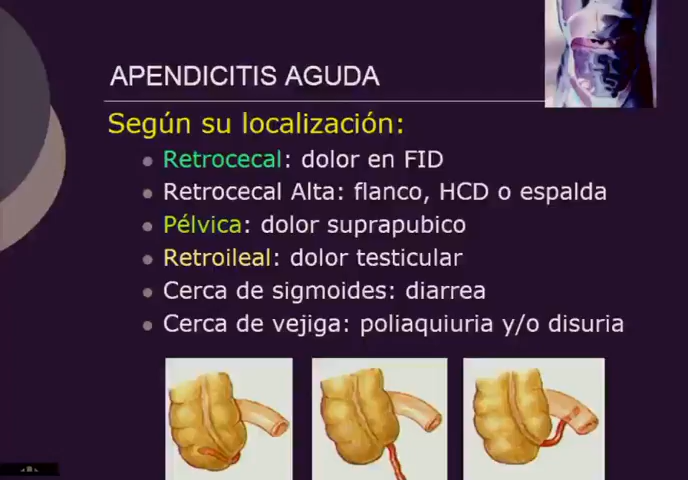 APENDICITIS AGUDA
Según su localización:
Retrocecal: dolor en FID
Retrocecal Alta: flanco, HCD o espalda
Pélvica: dolor suprapubico
Retroileal: dolor testicular
Cerca de sigmoides: diarrea
Cerca de vejiga: poliaquiuria y/o disuria